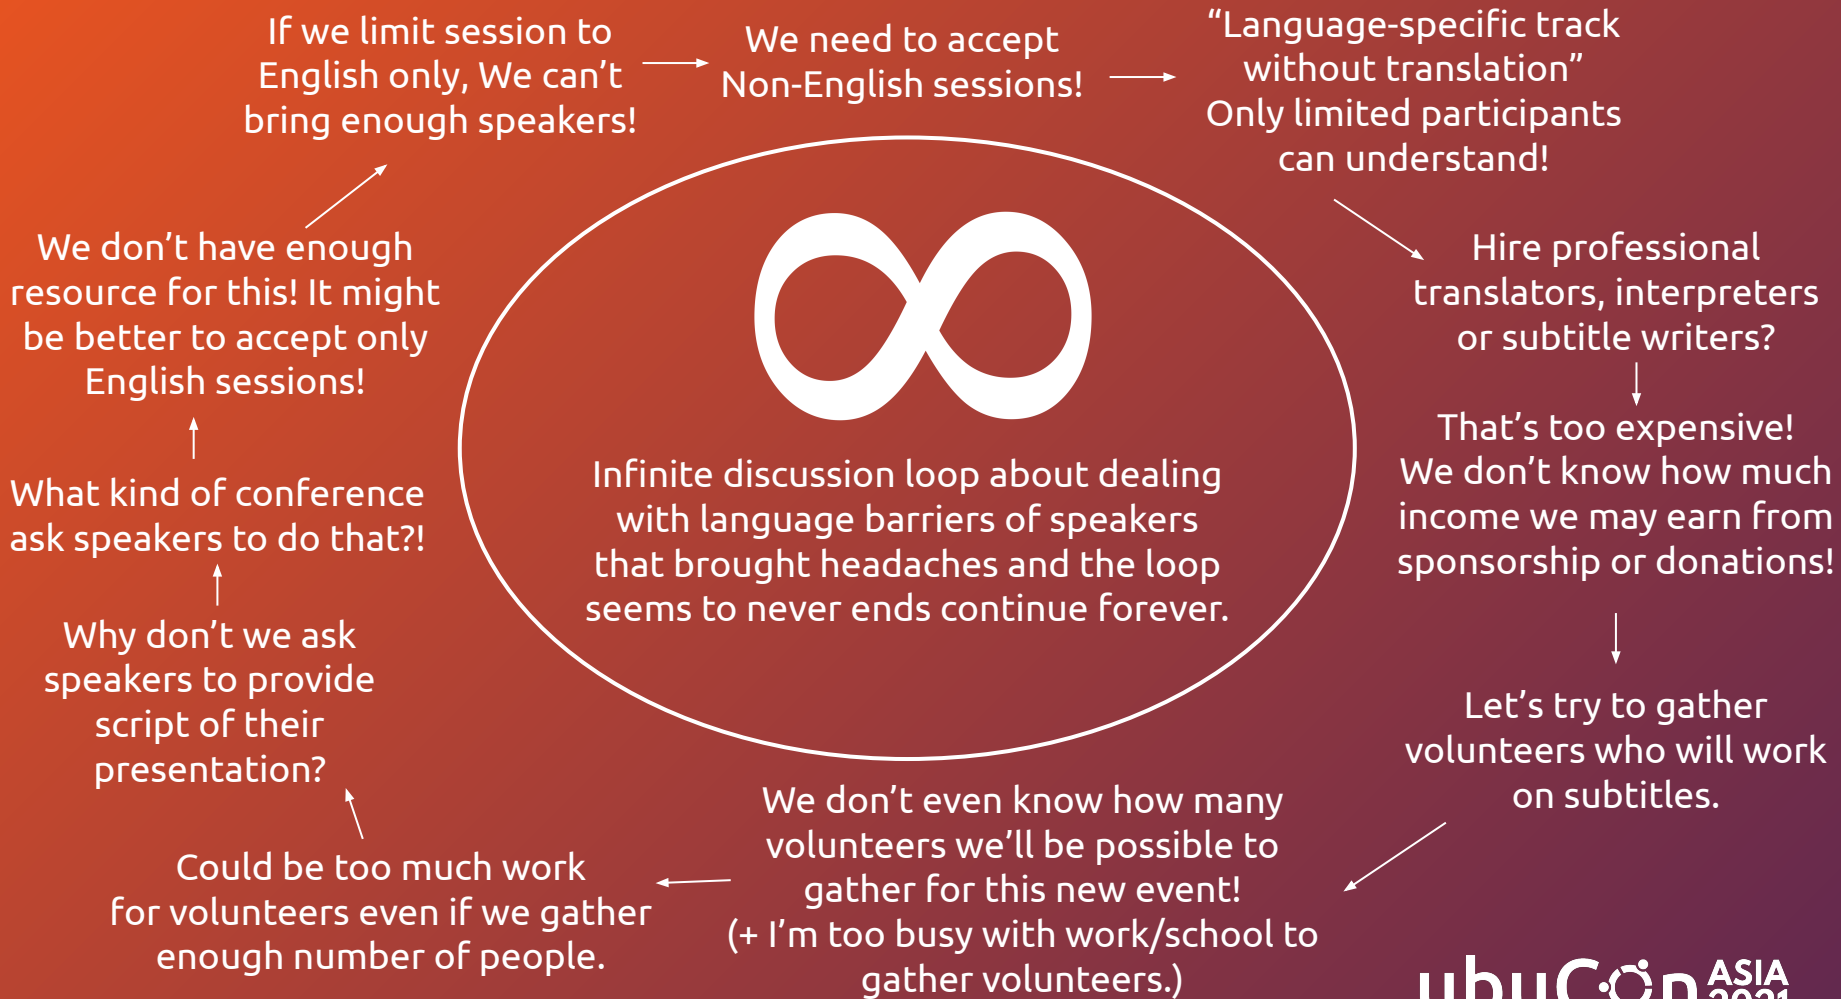 If we limit session to
English only, We can't
bring enough speakers!
We need to accept
Non-English sessions!
“Language-specific track
without translation”
Only limited participants
can understand!
Hire professional
translators, interpreters
or subtitle writers?
That's too expensive!
We don't know how much
income we may earn from
sponsorship or donations!
Let's try to gather
volunteers who will work
on subtitles.
We don't even know how many
volunteers we'll be possible to
gather for this new event!
(+ I'm too busy with work/school to
gather volunteers.)
Could be too much work
for volunteers even if we gather
enough number of people.
Why don't we ask
speakers to provide
script of their
presentation?
What kind of conference
ask speakers to do that?!
We don't have enough
resource for this! It might
be better to accept only
English sessions!
∞
Infinite discussion loop about dealing
with language barriers of speakers
that brought headaches and the loop
seems to never ends continue forever.
ubuCon ASIA
2021